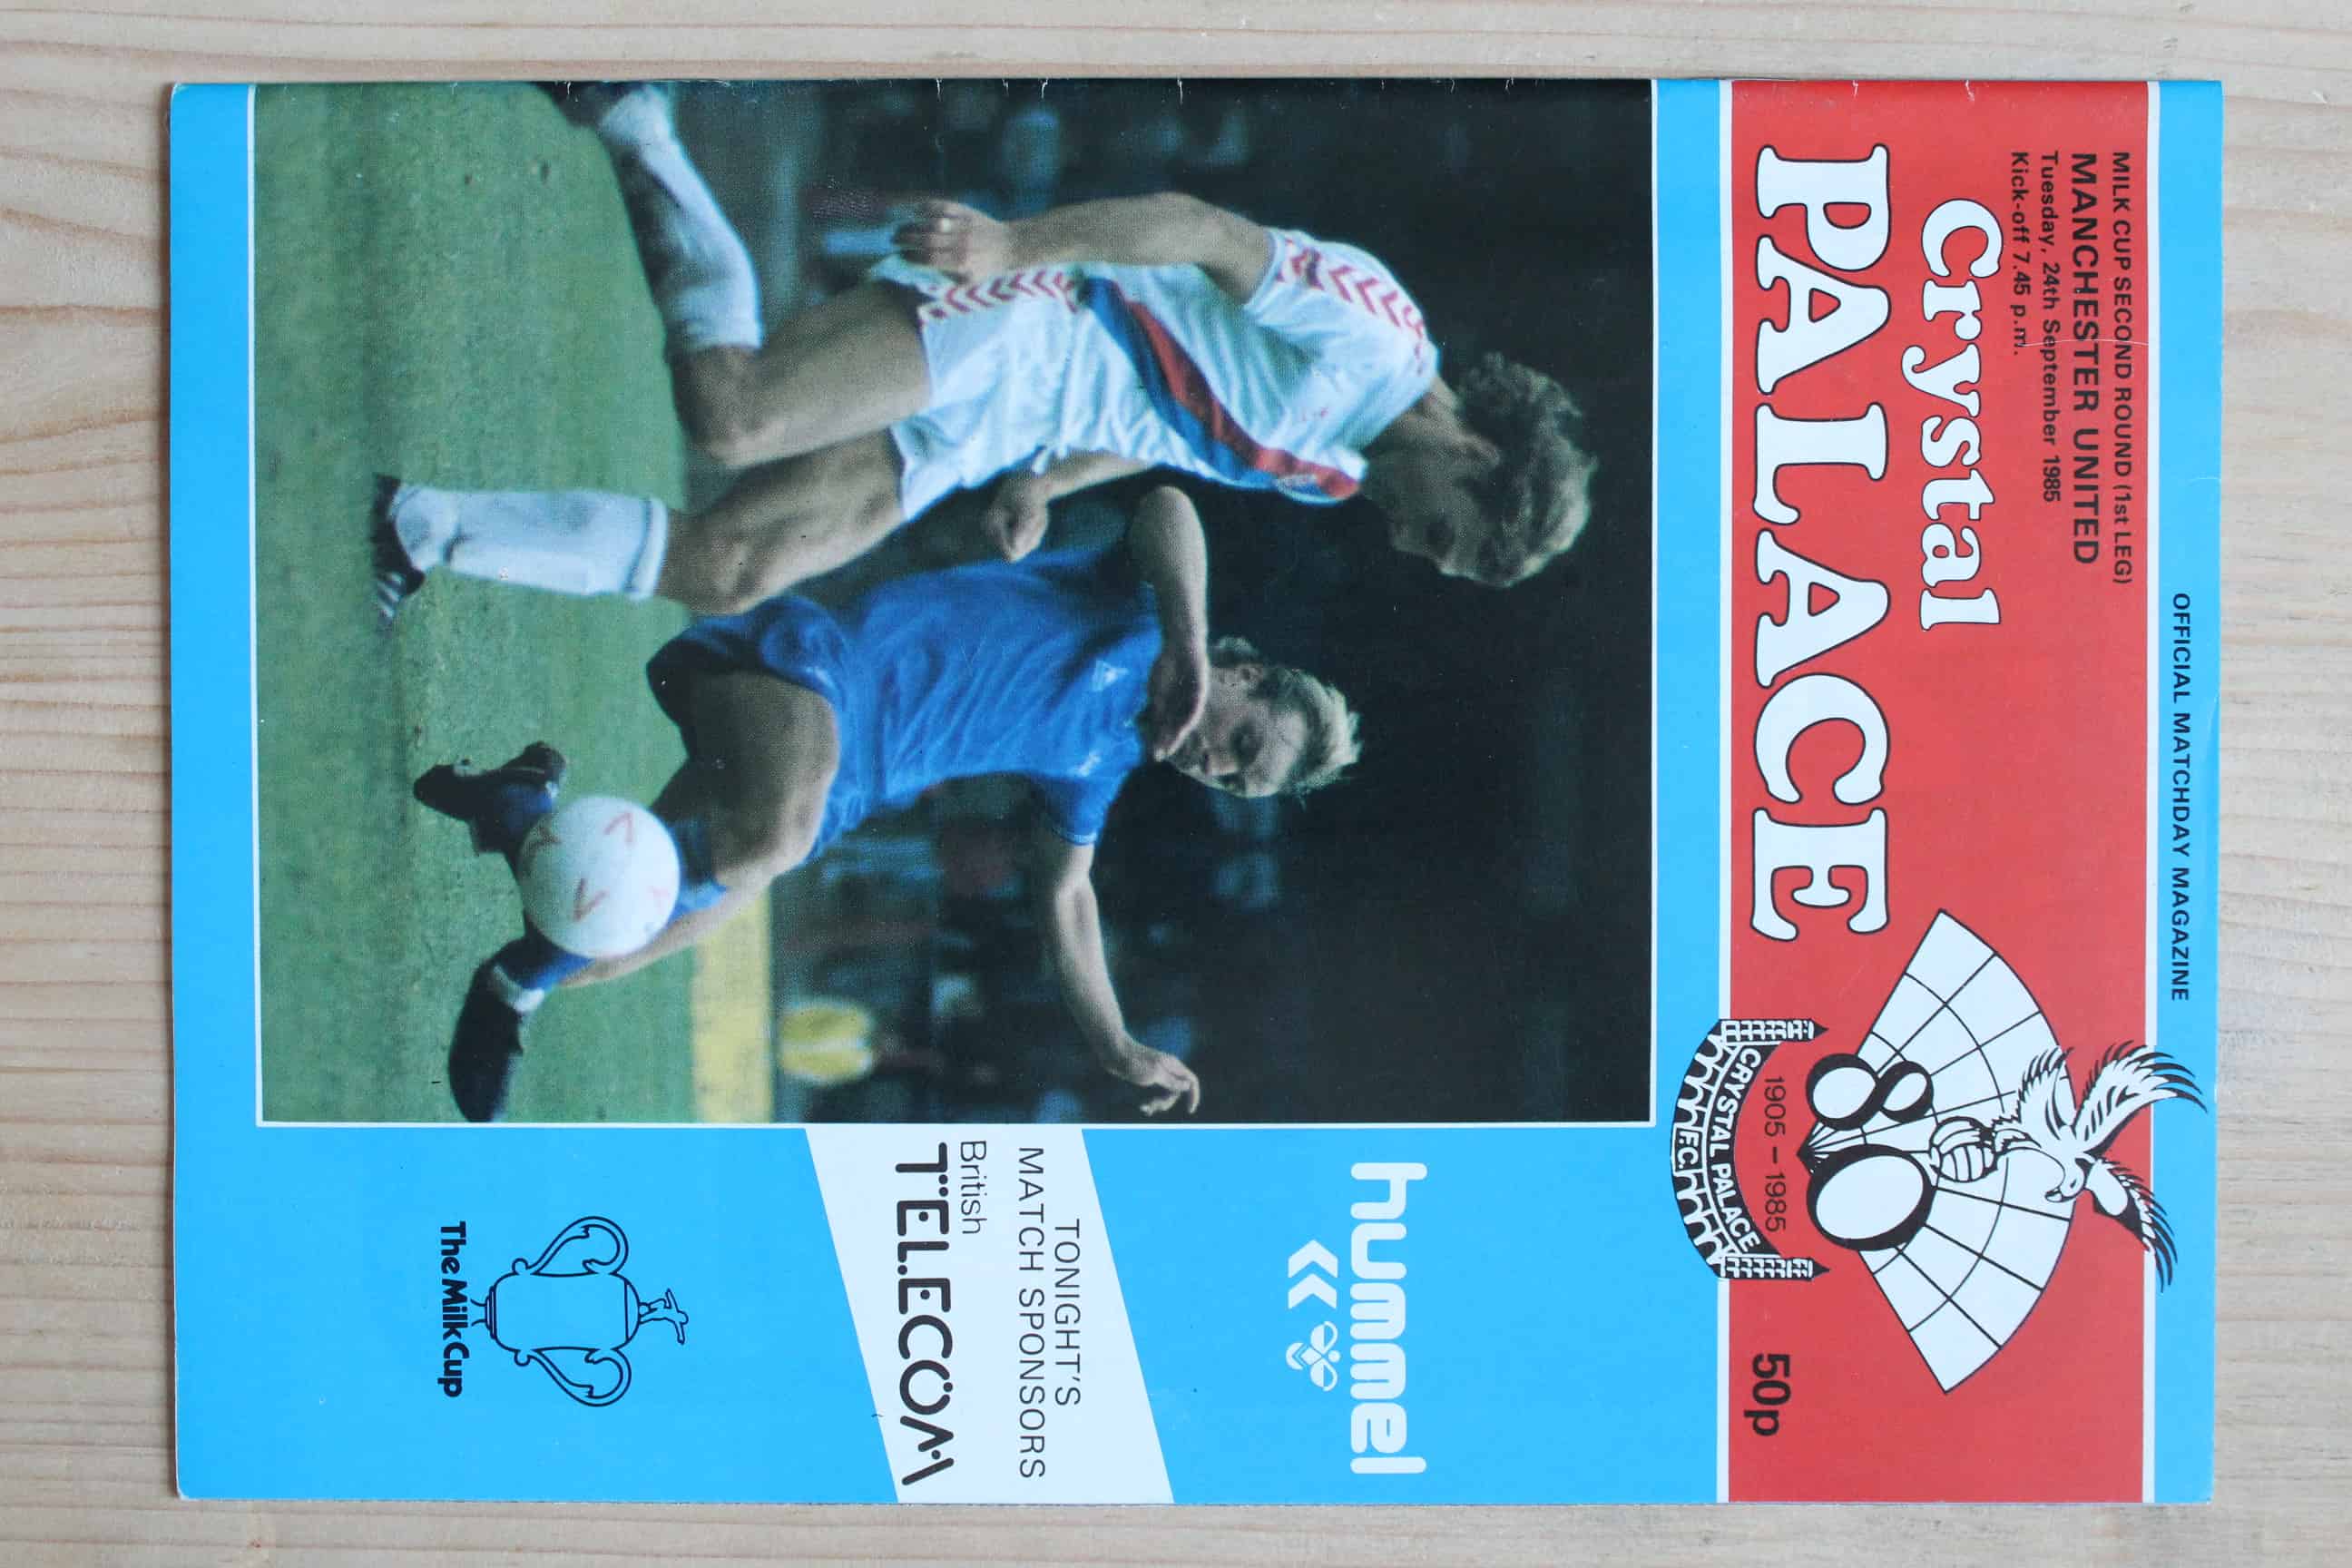 OFFICIAL MATCHDAY MAGAZINE
MILK CUP SECOND ROUND (1st LEG)
MANCHESTER UNITED
Tuesday, 24th September 1985
Kick-off 7.45 p.m.
Crystal
PALACE
80
1905 – 1985
CRYSTAL PALACE
F.C.
50p
hummel
TONIGHT'S
MATCH SPONSORS
British
TELECOM
The Milk Cup